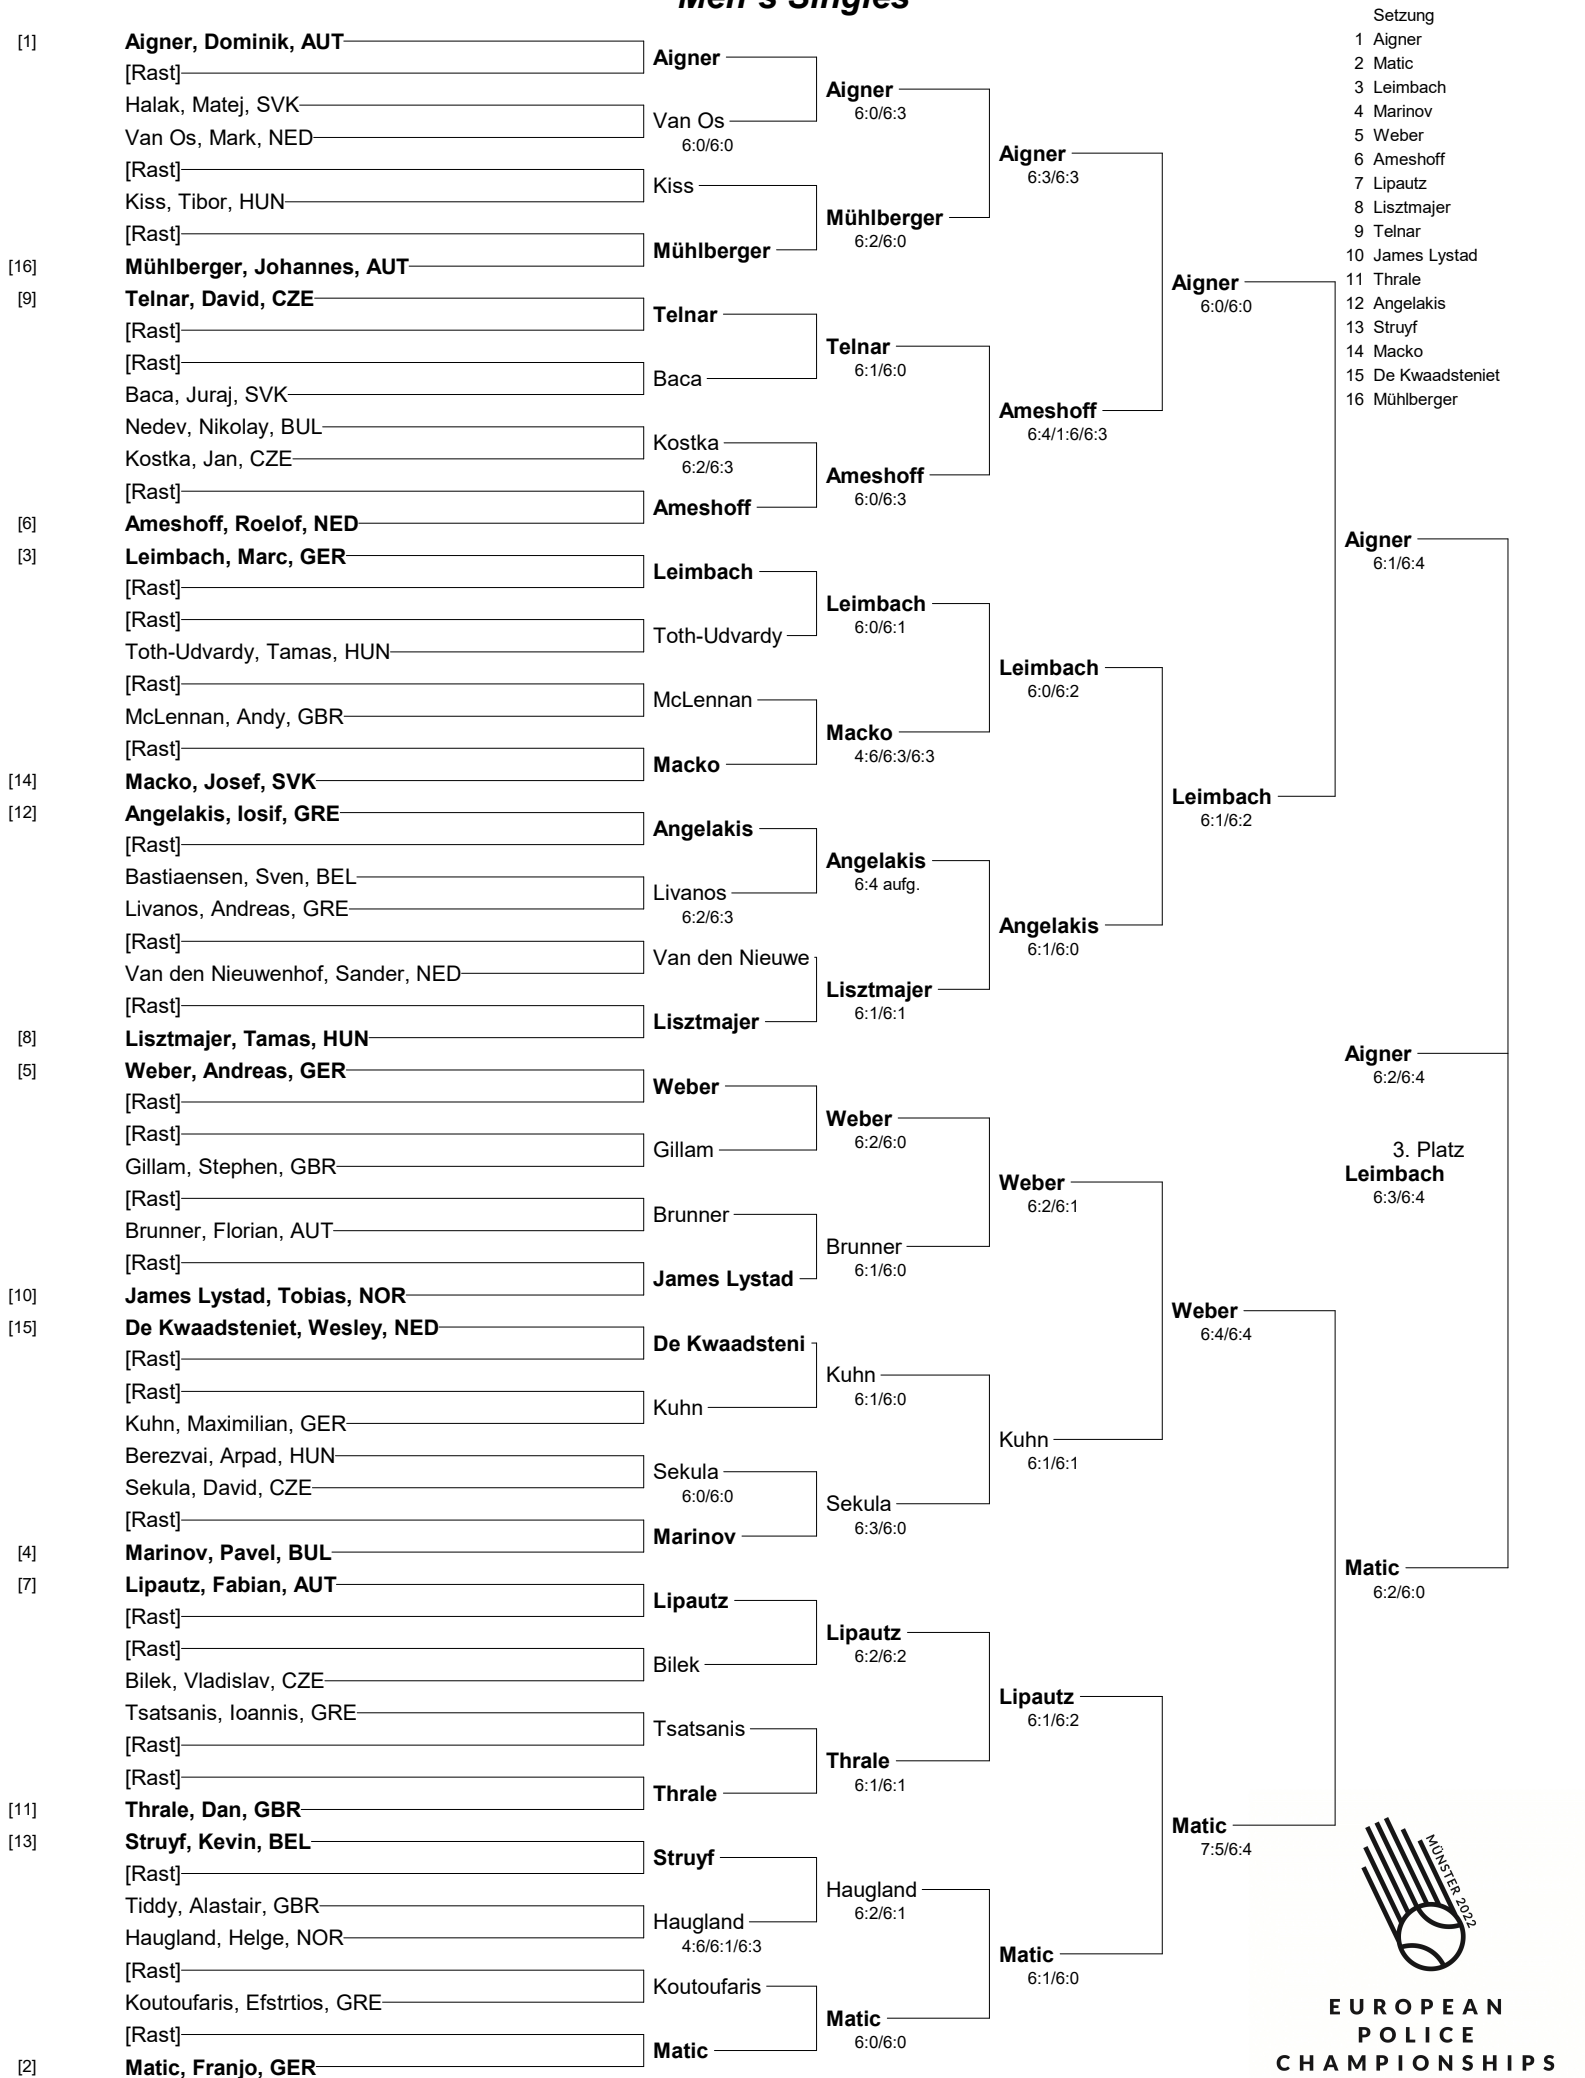 Men's Singles
[1] Aigner, Dominik, AUT
[Rast]
Halak, Matej, SVK
Van Os, Mark, NED
[Rast]
Kiss, Tibor, HUN
[Rast]
[16] Mühlberger, Johannes, AUT
[9] Telnar, David, CZE
[Rast]
[Rast]
Baca, Juraj, SVK
Nedev, Nikolay, BUL
Kostka, Jan, CZE
[Rast]
[6] Ameshoff, Roelof, NED
[3] Leimbach, Marc, GER
[Rast]
[Rast]
Toth-Udvardy, Tamas, HUN
[Rast]
McLennan, Andy, GBR
[Rast]
[14] Macko, Josef, SVK
[12] Angelakis, Iosif, GRE
[Rast]
Bastiaensen, Sven, BEL
Livanos, Andreas, GRE
[Rast]
Van den Nieuwenhof, Sander, NED
[Rast]
[8] Lisztmajer, Tamas, HUN
[5] Weber, Andreas, GER
[Rast]
[Rast]
Gillam, Stephen, GBR
[Rast]
Brunner, Florian, AUT
[Rast]
[10] James Lystad, Tobias, NOR
[15] De Kwaadsteniet, Wesley, NED
[Rast]
[Rast]
Kuhn, Maximilian, GER
Berezvai, Arpad, HUN
Sekula, David, CZE
[Rast]
[4] Marinov, Pavel, BUL
[7] Lipautz, Fabian, AUT
[Rast]
[Rast]
Bilek, Vladislav, CZE
Tsatsanis, Ioannis, GRE
[Rast]
[Rast]
[11] Thrale, Dan, GBR
[13] Struyf, Kevin, BEL
[Rast]
Tiddy, Alastair, GBR
Haugland, Helge, NOR
[Rast]
Koutoufaris, Efstrtios, GRE
[Rast]
[2] Matic, Franjo, GER
Aigner
Van Os
6:0/6:0
Kiss
Mühlberger
Telnar
Baca
Kostka
6:2/6:3
Ameshoff
Leimbach
Toth-Udvardy
McLennan
Macko
Angelakis
Livanos
6:2/6:3
Van den Nieuwe
Lisztmajer
Weber
Gillam
Brunner
James Lystad
De Kwaadsteni
Kuhn
Sekula
6:0/6:0
Marinov
Lipautz
Bilek
Tsatsanis
Thrale
Struyf
Haugland
4:6/6:1/6:3
Koutoufaris
Matic
Aigner
6:0/6:3
Mühlberger
6:2/6:0
Telnar
6:1/6:0
Ameshoff
6:0/6:3
Leimbach
6:0/6:1
Macko
4:6/6:3/6:3
Angelakis
6:4 aufg.
Lisztmajer
6:1/6:1
Weber
6:2/6:0
Brunner
6:1/6:0
Kuhn
6:1/6:0
Sekula
6:3/6:0
Lipautz
6:2/6:2
Thrale
6:1/6:1
Haugland
6:2/6:1
Matic
6:0/6:0
Aigner
6:3/6:3
Ameshoff
6:4/1:6/6:3
Leimbach
6:0/6:2
Angelakis
6:1/6:0
Weber
6:2/6:1
Kuhn
6:1/6:1
Lipautz
6:1/6:2
Matic
6:1/6:0
Aigner
6:0/6:0
Leimbach
6:1/6:2
Weber
6:4/6:4
Matic
7:5/6:4
Setzung
1 Aigner
2 Matic
3 Leimbach
4 Marinov
5 Weber
6 Ameshoff
7 Lipautz
8 Lisztmajer
9 Telnar
10 James Lystad
11 Thrale
12 Angelakis
13 Struyf
14 Macko
15 De Kwaadsteniet
16 Mühlberger
Aigner
6:1/6:4
Aigner
6:2/6:4
3. Platz
Leimbach
6:3/6:4
Matic
6:2/6:0
MÜNSTER 2022
EUROPEAN
POLICE
CHAMPIONSHIPS